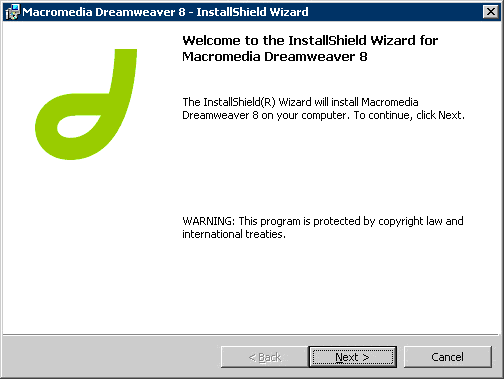 Macromedia Dreamweaver 8 - InstallShield Wizard
Welcome to the InstallShield Wizard for
Macromedia Dreamweaver 8
The InstallShield(R) Wizard will install Macromedia
Dreamweaver 8 on your computer. To continue, click Next.
WARNING: This program is protected by copyright law and
international treaties.
< Back
Next >
Cancel